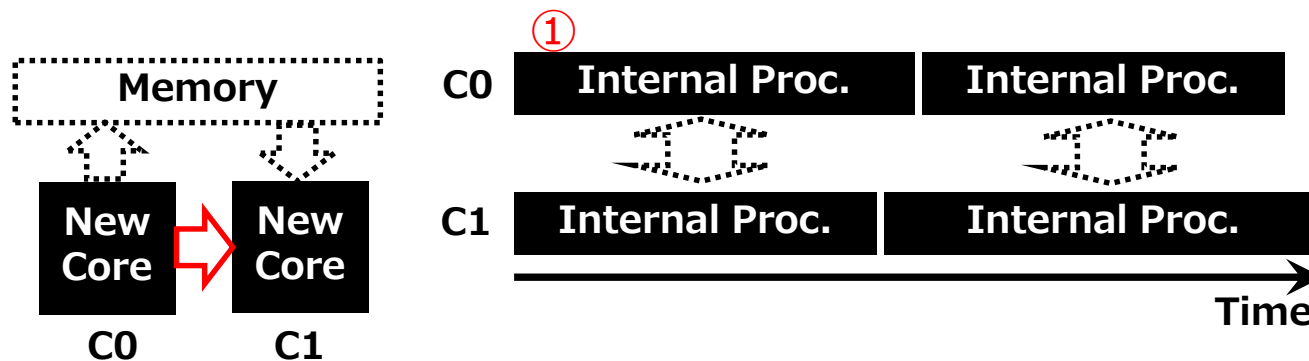 Memory
New
Core
New
Core
C0
C1
①
C0
Internal Proc.
Internal Proc.
C1
Internal Proc.
Internal Proc.
Time